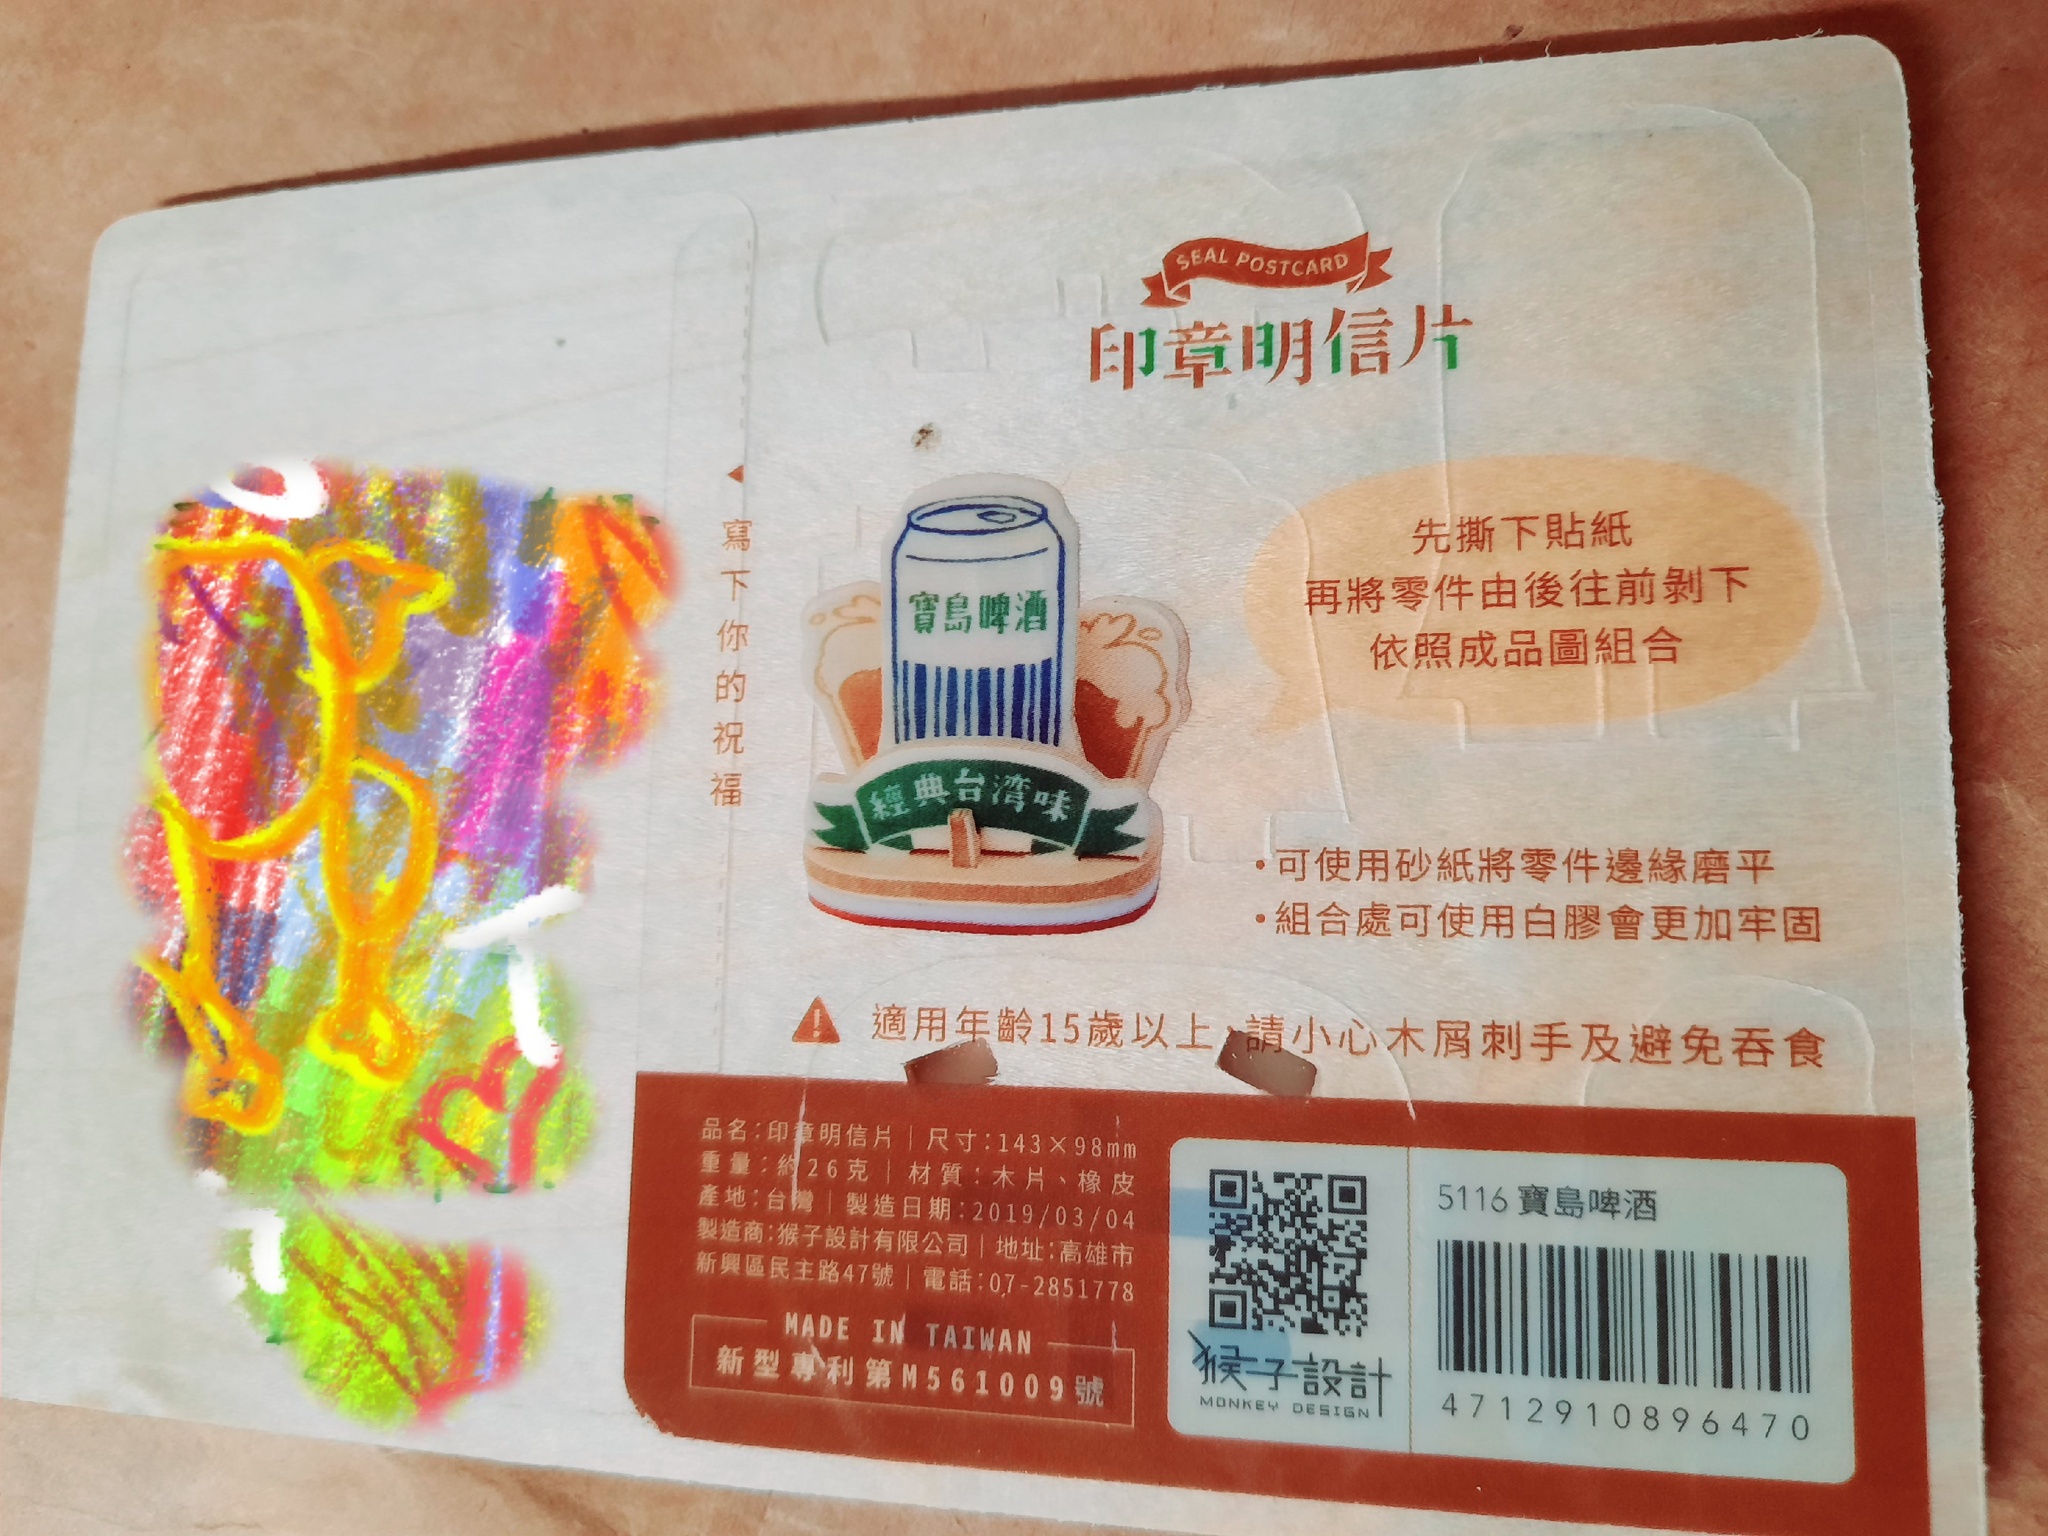 SEAL POSTCARD
印章明信片
寫下你的祝福
寶島啤酒
經典台湾味
先撕下貼紙
再將零件由後往前剝下
依照成品圖組合
・可使用砂紙將零件邊緣磨平
・組合處可使用白膠會更加牢固
適用年齡15歲以上、請小心木屑刺手及避免吞食
品名:印章明信片|尺寸:143×98mm
重量:約26克|材質:木片、橡皮
產地:台灣|製造日期:2019/03/04
製造商:猴子設計有限公司|地址:高雄市
新興區民主路47號|電話:07-2851778
MADE IN TAIWAN
新型專利第M561009號
猴子設計
MONKEY DESIGN
5116 寶島啤酒
4712910896470